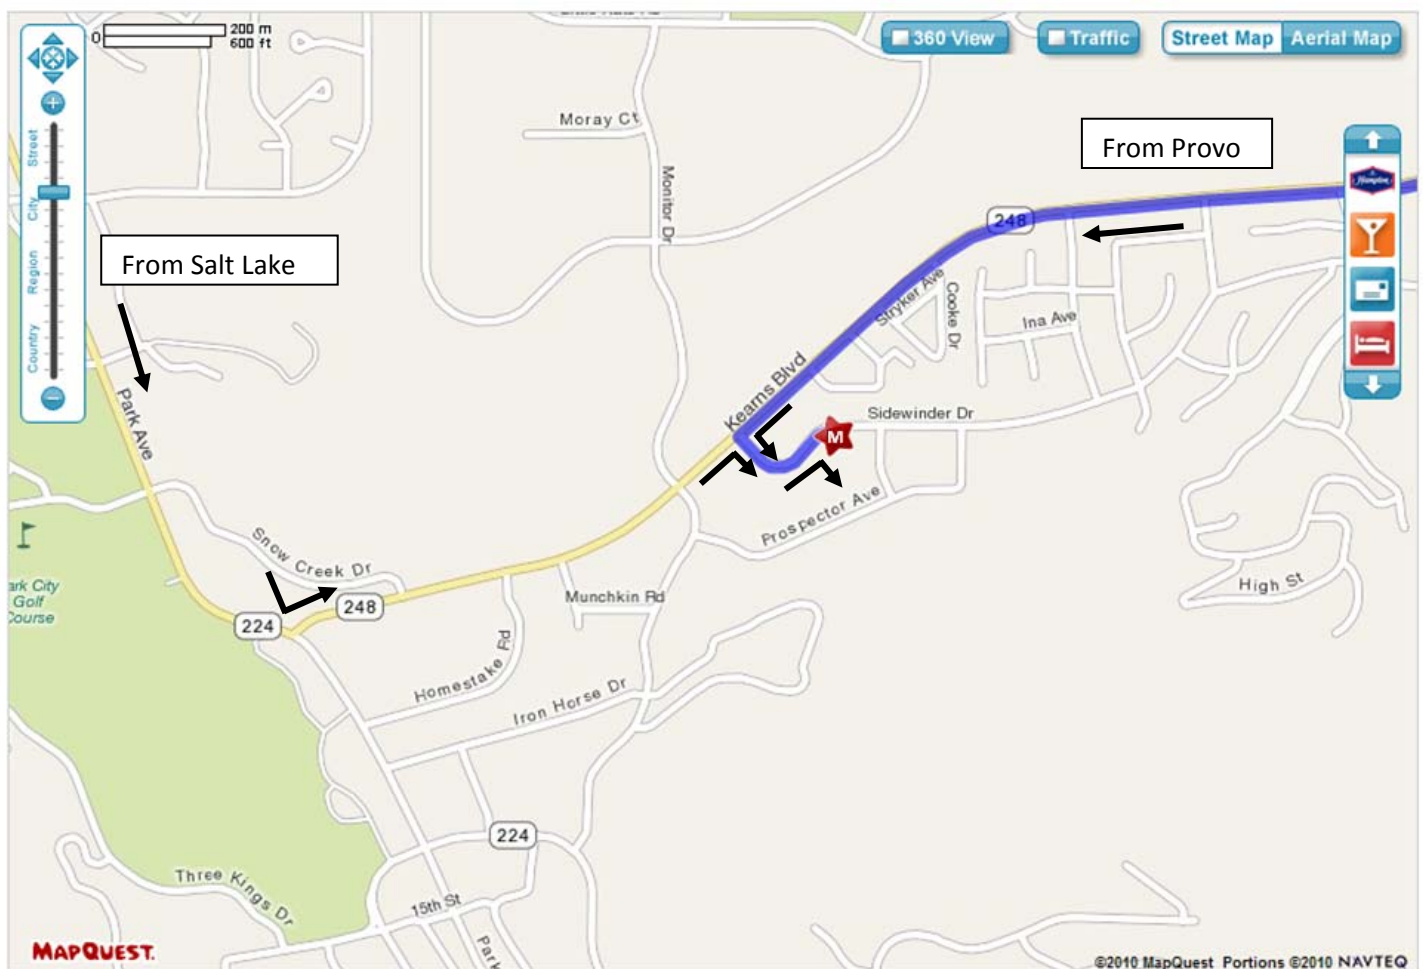 0
200 m
600 ft
360 View
Traffic
Street Map
Aerial Map
Moray Ct
From Provo
Street
City
Region
Country
Hampton
Monitor Dr
248
From Salt Lake
Stryker Ave
Cooke Dr
Ina Ave
Park Ave
Kearns Blvd
Sidewinder Dr
M
Prospector Ave
Snow Creek Dr
ark City
Golf
Course
High St
Munchkin Rd
248
224
Homestake Rd
Iron Horse Dr
224
Three Kings Dr
15th St
Park
MAPQUEST.
©2010 MapQuest Portions ©2010 NAVTEQ